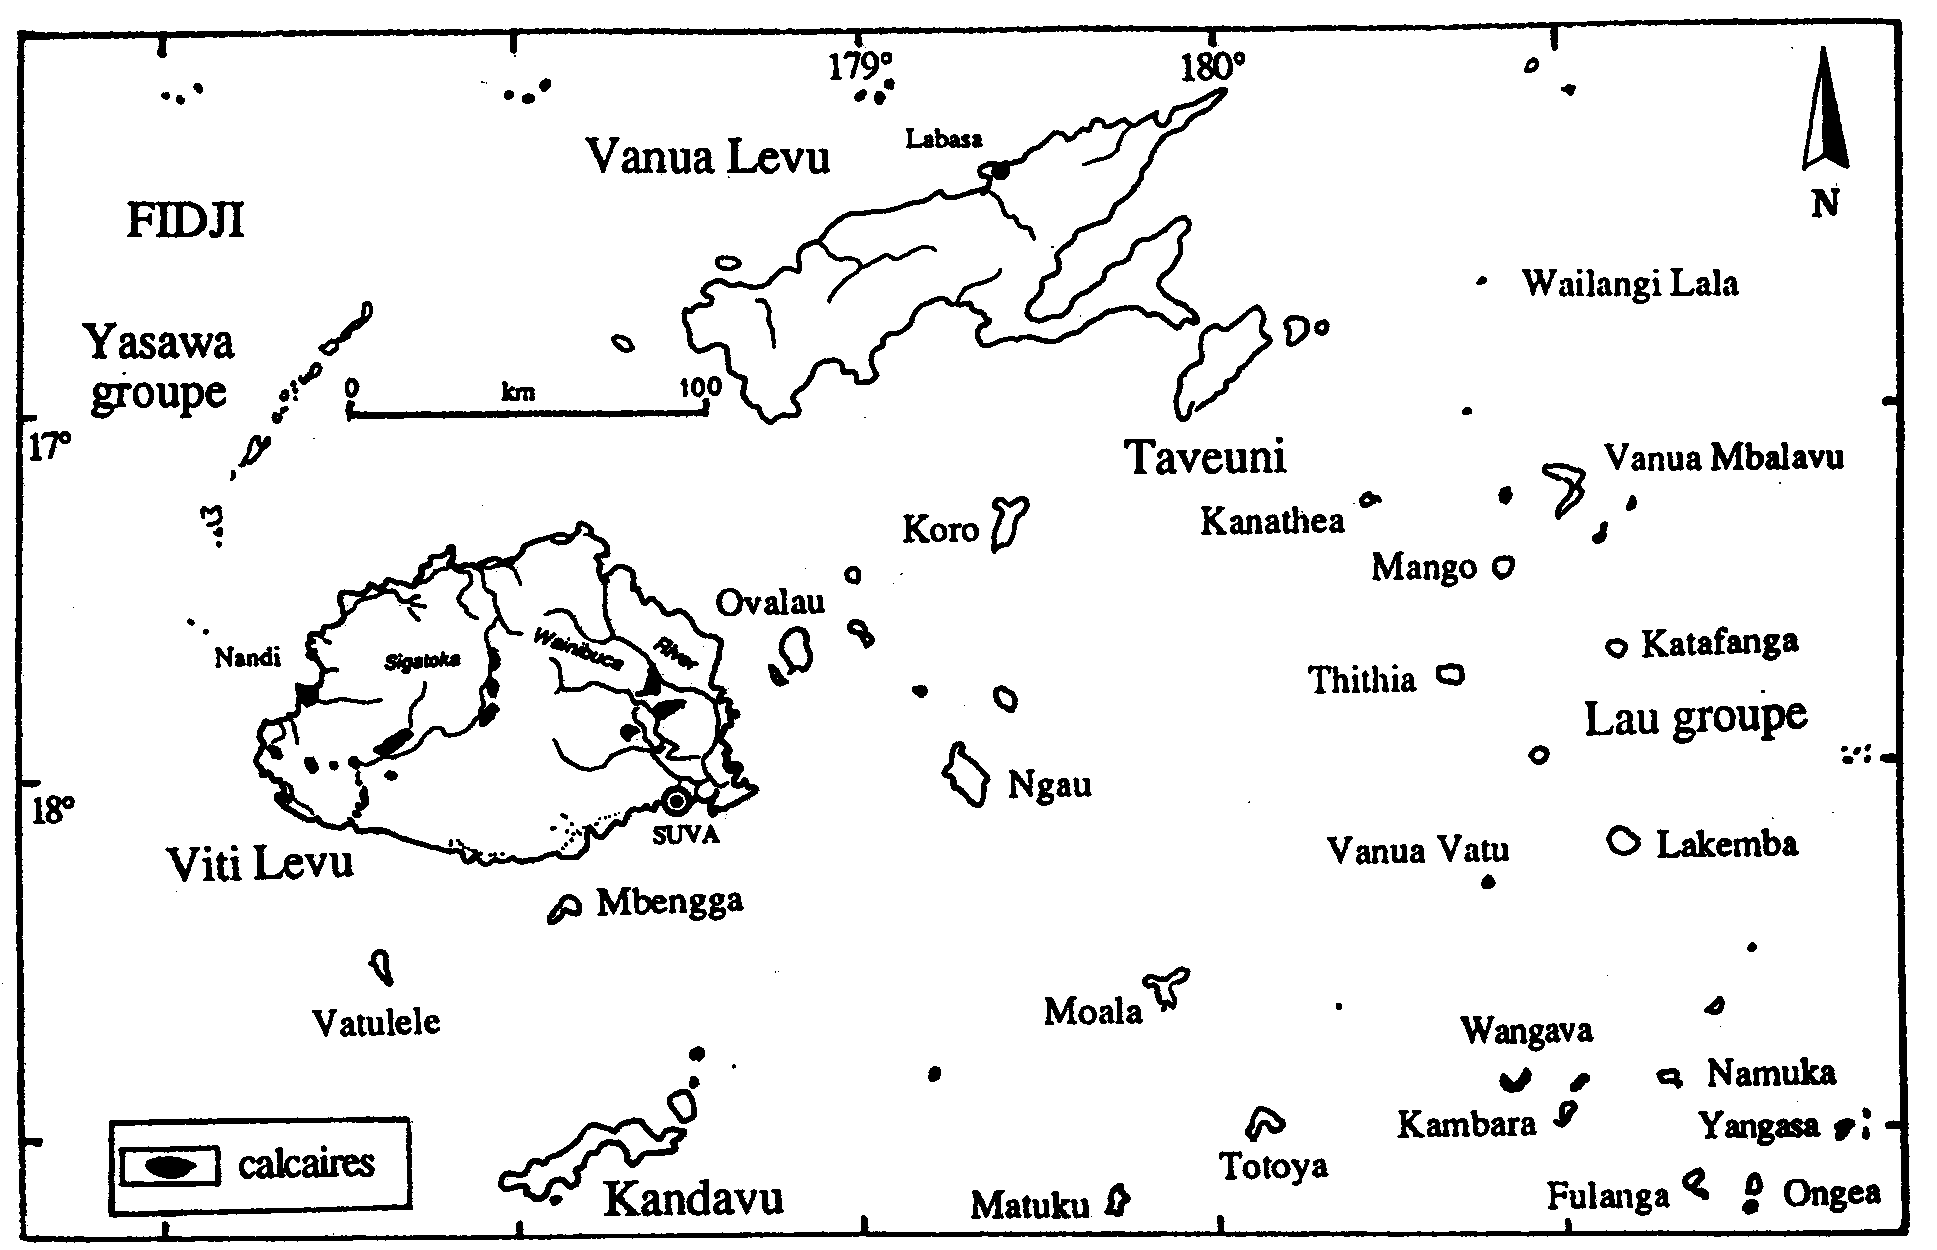 179°
180°
Vanua Levu
Labasa
FIDJI
N
Wailangi Lala
Yasawa
groupe
0
km
100
17°
Taveuni
Vanua Mbalavu
Koro
Kanathea
Mango
Ovalau
Nandi
Sigatoka
Wainibuca
River
Katafanga
Thithia
Lau groupe
Ngau
18°
SUVA
Viti Levu
Vanua Vatu
Lakemba
Mbengga
Vatulele
Moala
Wangava
Namuka
Kambara
Yangasa
calcaires
Totoya
Kandavu
Matuku
Fulanga
Ongea